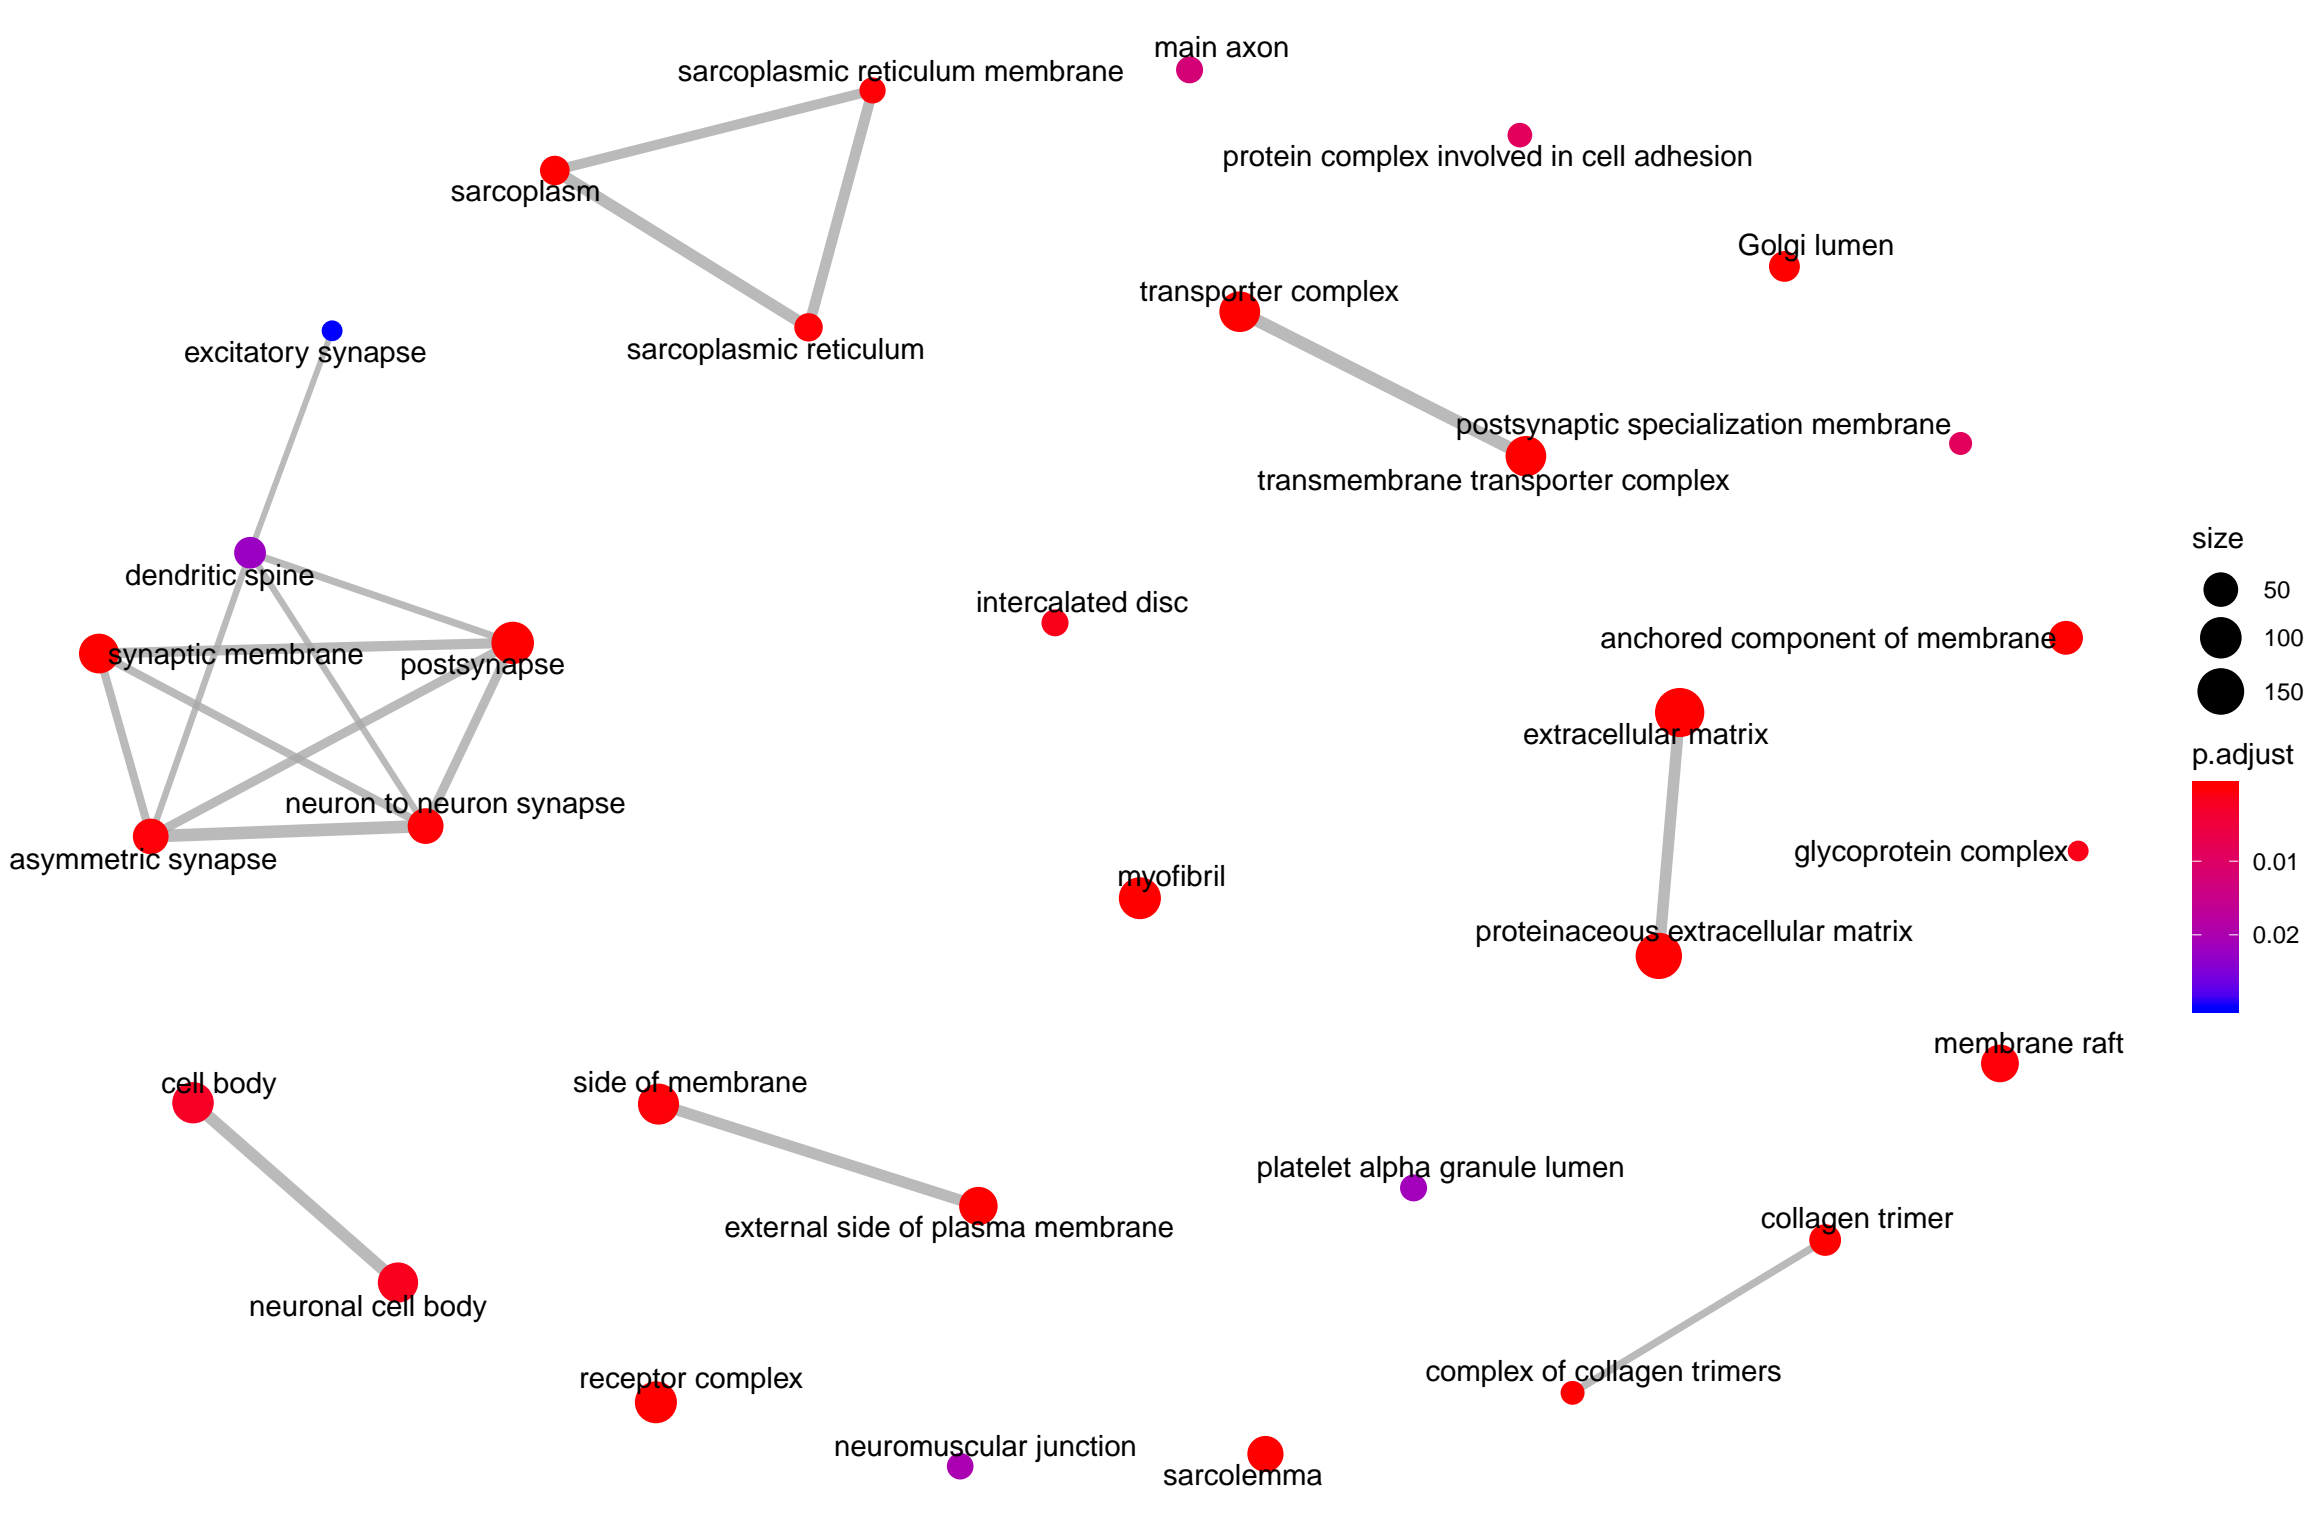 main axon
sarcoplasmic reticulum membrane
protein complex involved in cell adhesion
sarcoplasm
Golgi lumen
transporter complex
excitatory synapse
sarcoplasmic reticulum
postsynaptic specialization membrane
transmembrane transporter complex
dendritic spine
intercalated disc
anchored component of membrane
synaptic membrane
postsynapse
extracellular matrix
neuron to neuron synapse
asymmetric synapse
glycoprotein complex
myofibril
proteinaceous extracellular matrix
membrane raft
cell body
side of membrane
platelet alpha granule lumen
external side of plasma membrane
collagen trimer
neuronal cell body
receptor complex
complex of collagen trimers
neuromuscular junction
sarcolemma
size
50
100
150
p.adjust
0.01
0.02